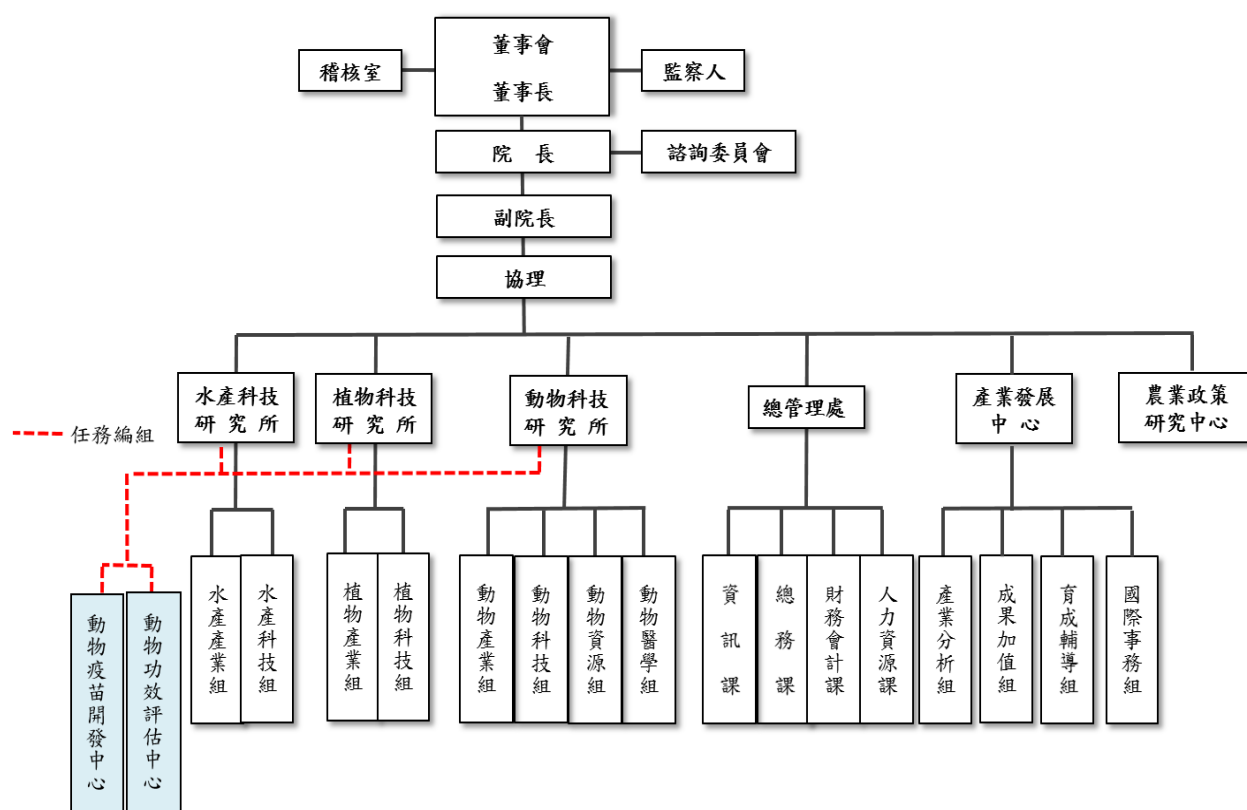 董事會
董事長
稽核室
監察人
院 長
諮詢委員會
副院長
協理
水產科技
研 究 所
植物科技
研 究 所
動物科技
研 究 所
總管理處
產業發展
中 心
農業政策
研究中心
任務編組
動物疫苗開發中心
動物功效評估中心
水產產業組
水產科技組
植物產業組
植物科技組
動物產業組
動物科技組
動物資源組
動物醫學組
資訊課
總務課
財務會計課
人力資源課
產業分析組
成果加值組
育成輔導組
國際事務組